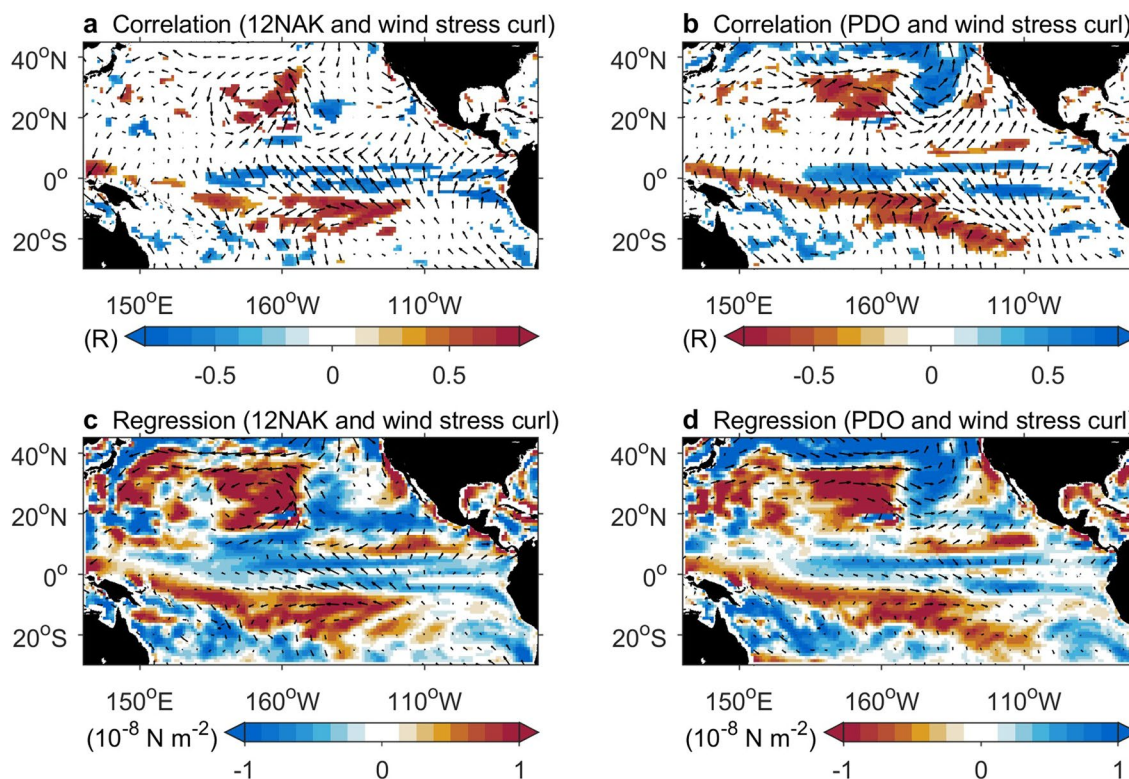 a Correlation (12NAK and wind stress curl)
b Correlation (PDO and wind stress curl)
40°N
20°N
0°
20°S
150°E 160°W 110°W
40°N
20°N
0°
20°S
150°E 160°W 110°W
(R)
-0.5 0 0.5
(R)
-0.5 0 0.5
c Regression (12NAK and wind stress curl)
d Regression (PDO and wind stress curl)
40°N
20°N
0°
20°S
150°E 160°W 110°W
40°N
20°N
0°
20°S
150°E 160°W 110°W
(10⁻⁸ N m⁻²)
-1 0 1
(10⁻⁸ N m⁻²)
-1 0 1